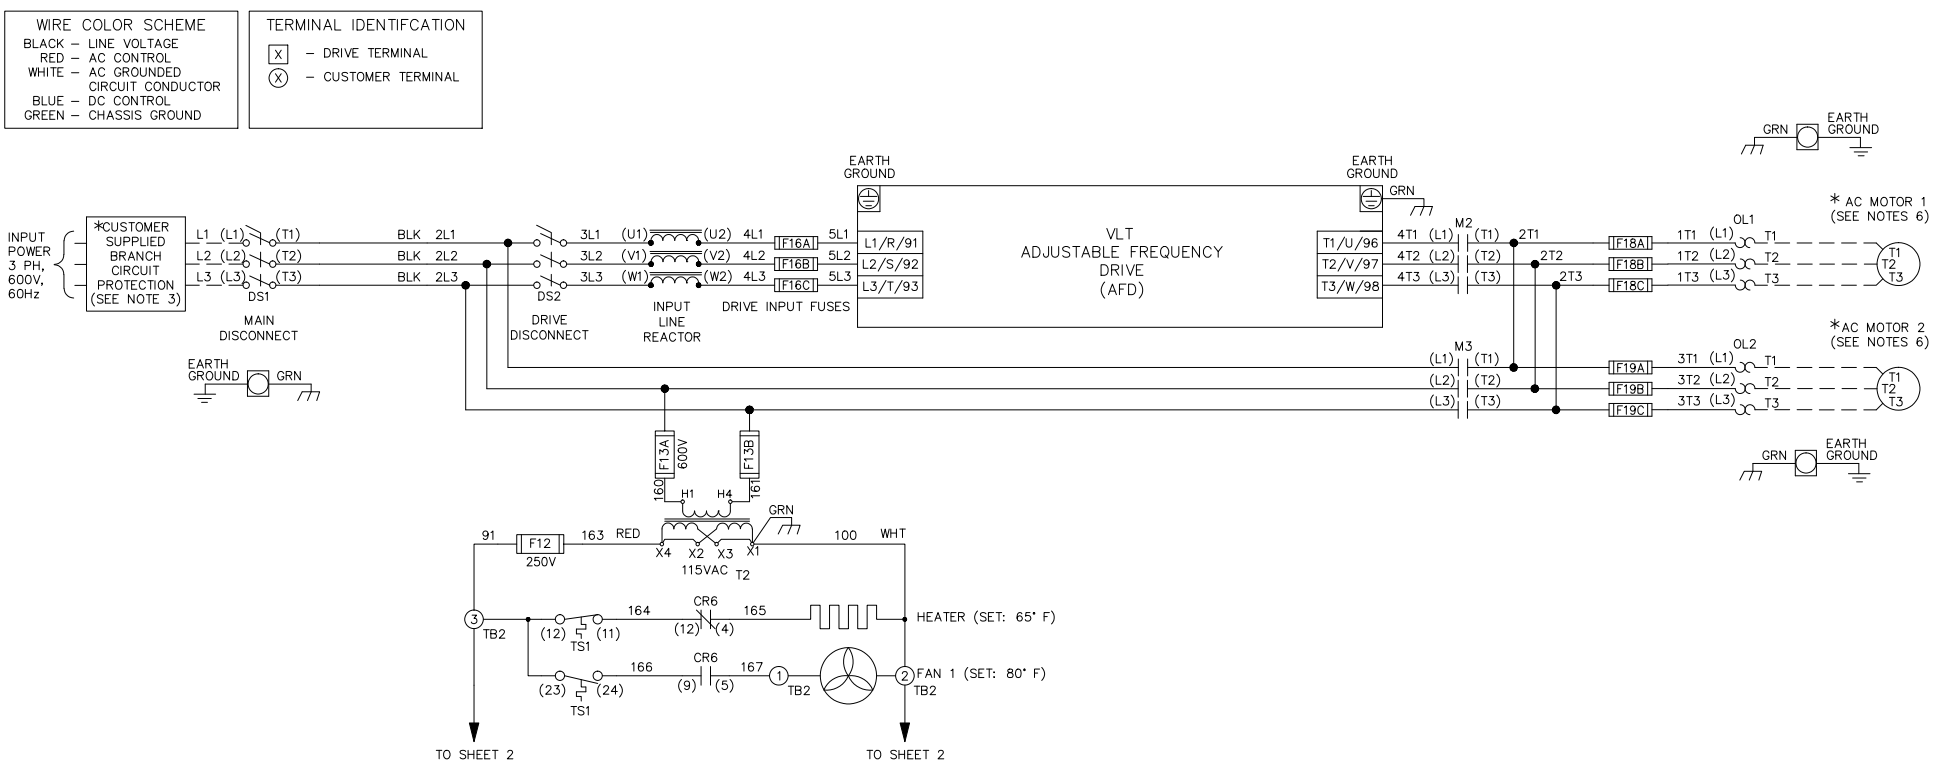 WIRE COLOR SCHEME
BLACK – LINE VOLTAGE
RED – AC CONTROL
WHITE – AC GROUNDED
CIRCUIT CONDUCTOR
BLUE – DC CONTROL
GREEN – CHASSIS GROUND
TERMINAL IDENTIFCATION
X – DRIVE TERMINAL
X – CUSTOMER TERMINAL
GRN
EARTH
GROUND
EARTH
GROUND
EARTH
GROUND
GRN
INPUT
POWER
3 PH,
600V,
60Hz
*CUSTOMER
SUPPLIED
BRANCH
CIRCUIT
PROTECTION
(SEE NOTE 3)
L1 (L1) (T1) BLK 2L1 3L1 (U1) (U2) 4L1 F16A 5L1 L1/R/91
L2 (L2) (T2) BLK 2L2 3L2 (V1) (V2) 4L2 F16B 5L2 L2/S/92
L3 (L3) (T3) BLK 2L3 3L3 (W1) (W2) 4L3 F16C 5L3 L3/T/93
DS1
MAIN
DISCONNECT
DS2
DRIVE
DISCONNECT
INPUT
LINE
REACTOR
DRIVE INPUT FUSES
VLT
ADJUSTABLE FREQUENCY
DRIVE
(AFD)
M2
OL1
* AC MOTOR 1
(SEE NOTES 6)
T1/U/96 4T1 (L1) (T1) 2T1 F18A 1T1 (L1) T1
T2/V/97 4T2 (L2) (T2) 2T2 F18B 1T2 (L2) T2
T3/W/98 4T3 (L3) (T3) 2T3 F18C 1T3 (L3) T3
T1
T2
T3
EARTH
GROUND
GRN
M3
OL2
*AC MOTOR 2
(SEE NOTES 6)
(L1) (T1) F19A 3T1 (L1) T1
(L2) (T2) F19B 3T2 (L2) T2
(L3) (T3) F19C 3T3 (L3) T3
T1
T2
T3
GRN
EARTH
GROUND
F13A
600V
F13B
160
H1 H4
161
GRN
91 F12 163 RED
250V
X4 X2 X3 X1
100 WHT
115VAC T2
3
TB2
(12) (11)
TS1
164
CR6
(12) (4)
165
HEATER (SET: 65° F)
(23) (24)
TS1
166
CR6
(9) (5)
167
1
TB2
2
TB2
FAN 1 (SET: 80° F)
TO SHEET 2
TO SHEET 2